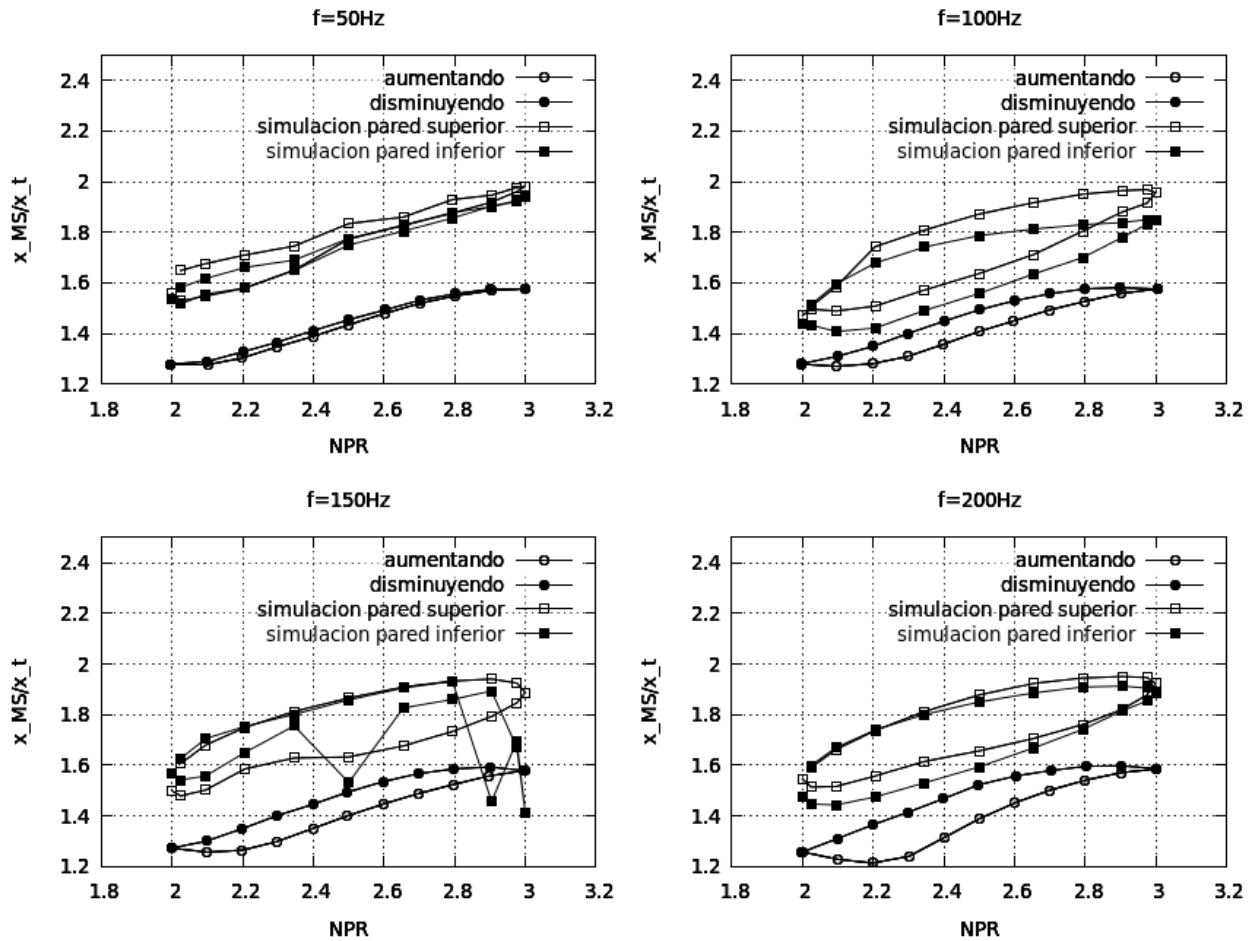 f=50Hz
2.4
2.2
2
1.8
1.6
1.4
1.2
x_MS/x_t
aumentando
disminuyendo
simulacion pared superior
simulacion pared inferior
1.8 2 2.2 2.4 2.6 2.8 3 3.2
NPR
f=100Hz
2.4
2.2
2
1.8
1.6
1.4
1.2
x_MS/x_t
aumentando
disminuyendo
simulacion pared superior
simulacion pared inferior
1.8 2 2.2 2.4 2.6 2.8 3 3.2
NPR
f=150Hz
2.4
2.2
2
1.8
1.6
1.4
1.2
x_MS/x_t
aumentando
disminuyendo
simulacion pared superior
simulacion pared inferior
1.8 2 2.2 2.4 2.6 2.8 3 3.2
NPR
f=200Hz
2.4
2.2
2
1.8
1.6
1.4
1.2
x_MS/x_t
aumentando
disminuyendo
simulacion pared superior
simulacion pared inferior
1.8 2 2.2 2.4 2.6 2.8 3 3.2
NPR